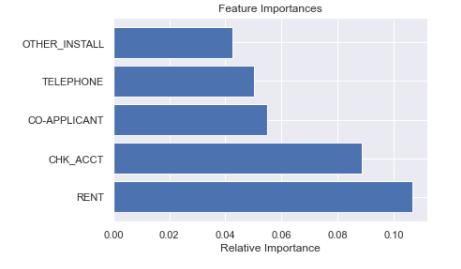 Feature Importances
OTHER_INSTALL
TELEPHONE
CO-APPLICANT
CHK_ACCT
RENT
0.00 0.02 0.04 0.06 0.08 0.10
Relative Importance